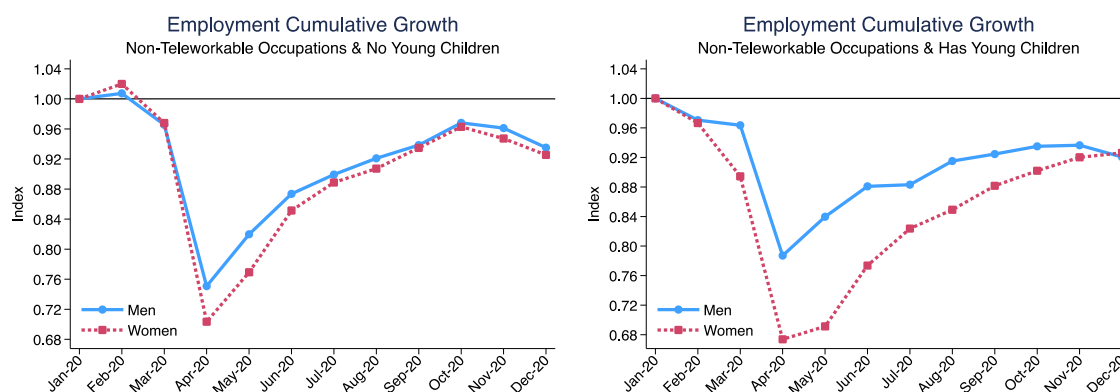 Employment Cumulative Growth
Non-Teleworkable Occupations & No Young Children
Index
1.04
1.00
0.96
0.92
0.88
0.84
0.80
0.76
0.72
0.68
Men
Women
Jan-20
Feb-20
Mar-20
Apr-20
May-20
Jun-20
Jul-20
Aug-20
Sep-20
Oct-20
Nov-20
Dec-20
Employment Cumulative Growth
Non-Teleworkable Occupations & Has Young Children
Index
1.04
1.00
0.96
0.92
0.88
0.84
0.80
0.76
0.72
0.68
Men
Women
Jan-20
Feb-20
Mar-20
Apr-20
May-20
Jun-20
Jul-20
Aug-20
Sep-20
Oct-20
Nov-20
Dec-20